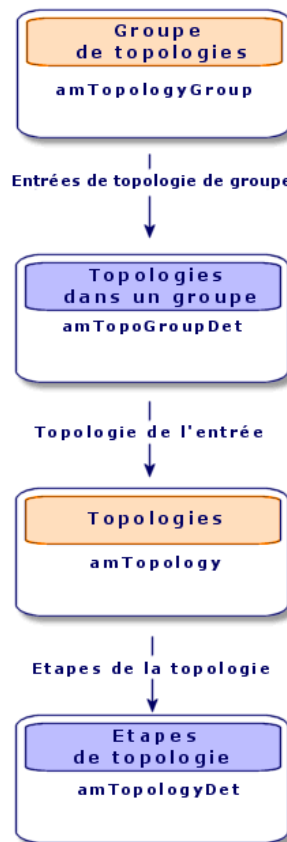 Groupe
de topologies
amTopologyGroup
Entrées de topologie de groupe
Topologies
dans un groupe
amTopoGroupDet
Topologie de l'entrée
Topologies
amTopology
Etapes de la topologie
Etapes
de topologie
amTopologyDet